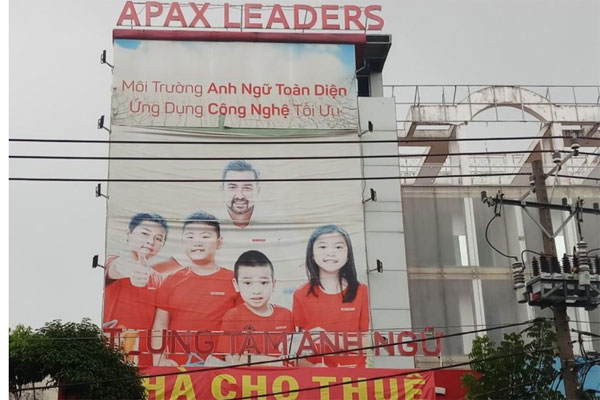 APAX LEADERS
Môi Trường Anh Ngữ Toàn Diện
Ứng Dụng Công Nghệ Tối Ưu
TRUNG TÂM ANH NGỮ
NHÀ CHO THUÊ